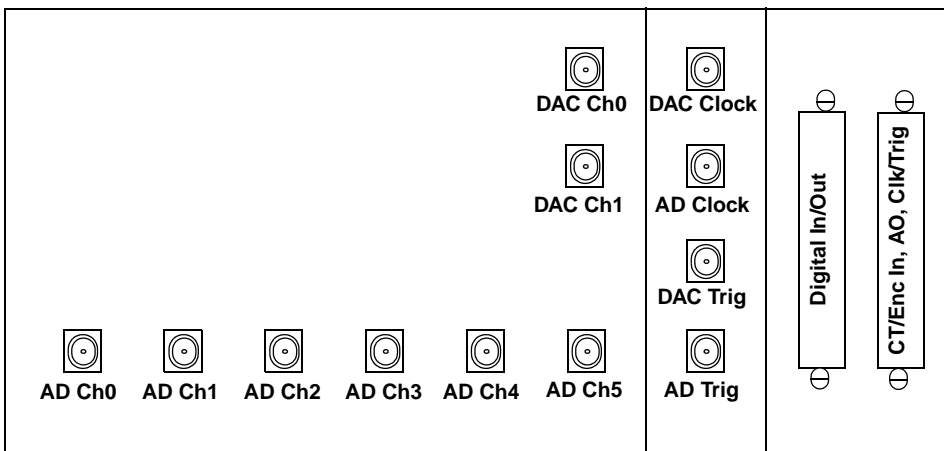 DAC Ch0
DAC Clock
DAC Ch1
AD Clock
DAC Trig
AD Ch0
AD Ch1
AD Ch2
AD Ch3
AD Ch4
AD Ch5
AD Trig
Digital In/Out
CT/Enc In, AO, Clk/Trig